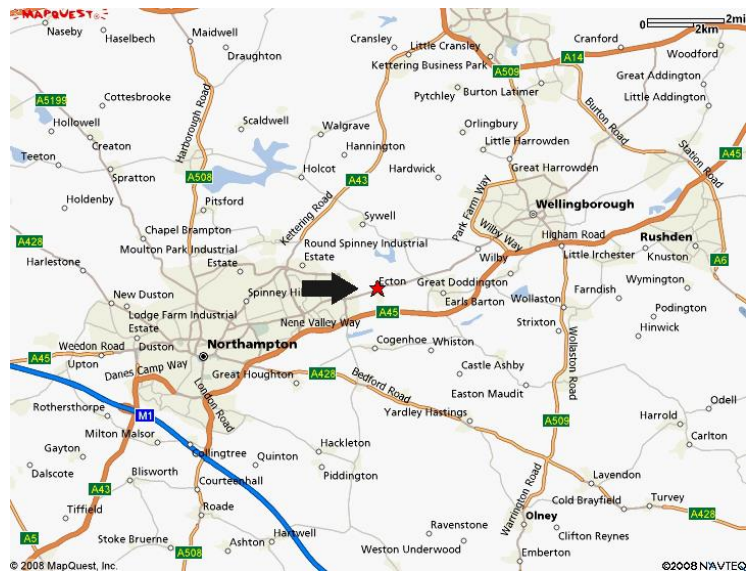 MAPQUEST®
0 2mi
2km
Naseby
Haselbech
Maidwell
Draughton
Cransley
Little Cransley
Kettering Business Park
A509
A14
Cranford
Woodford
Great Addington
Little Addington
Burton Latimer
Pytchley
A5199
Cottesbrooke
Hollowell
Creaton
Teeton
Spratton
Harborough Road
Scaldwell
Walgrave
Hannington
Orlingbury
Little Harrowden
Burton Road
A45
Station Road
A508
Holcot
A43
Hardwick
Great Harrowden
Holdenby
Pitsford
Kettering Road
Sywell
Park Farm Way
Wellingborough
A428
Chapel Brampton
Moulton Park Industrial
Estate
Round Spinney Industrial
Estate
Wilby Way
Wilby
Higham Road
Rushden
Harlestone
Little Irchester
Knuston
A6
New Duston
Spinney Hill
Ecton
Great Doddington
Earls Barton
Wollaston
Farndish
Wymington
Podington
Lodge Farm Industrial
Estate
Nene Valley Way
A45
Strixton
Hinwick
Weedon Road
Duston
Northampton
Cogenhoe
Whiston
A45
Upton
Danes Camp Way
Great Houghton
A428
Bedford Road
Castle Ashby
Easton Maudit
Wollaston Road
London Road
Rothersthorpe
M1
Yardley Hastings
A509
Odell
Harrold
Carlton
Milton Malsor
Gayton
Collingtree
Quinton
Hackleton
Piddington
Dalscote
Blisworth
Courteenhall
A43
Warrington Road
Lavendon
Cold Brayfield
Turvey
A428
Tiffield
Roade
Olney
Clifton Reynes
A5
Stoke Bruerne
A508
Ashton
Hartwell
Ravenstone
Weston Underwood
Emberton
© 2008 MapQuest, Inc.
©2008 NAVTEQ